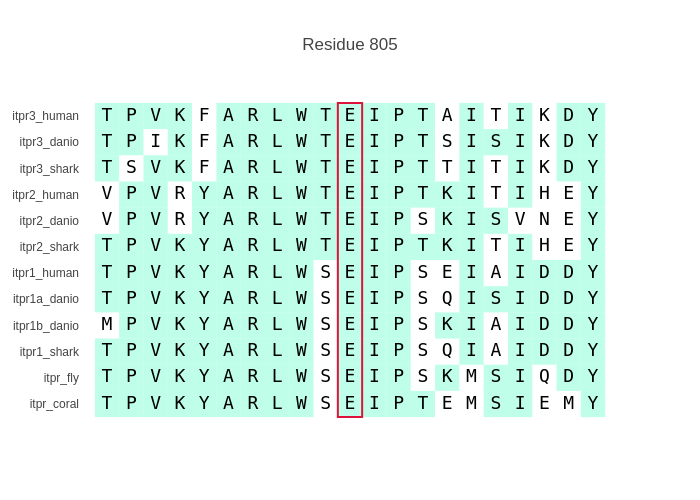 Residue 805
itpr3_human T P V K F A R L W T E I P T A I T I K D Y
itpr3_danio T P I K F A R L W T E I P T S I S I K D Y
itpr3_shark T S V K F A R L W T E I P T T I T I K D Y
itpr2_human V P V R Y A R L W T E I P T K I T I H E Y
itpr2_danio V P V R Y A R L W T E I P S K I S V N E Y
itpr2_shark T P V K Y A R L W T E I P T K I T I H E Y
itpr1_human T P V K Y A R L W S E I P S E I A I D D Y
itpr1a_danio T P V K Y A R L W S E I P S Q I S I D D Y
itpr1b_danio M P V K Y A R L W S E I P S K I A I D D Y
itpr1_shark T P V K Y A R L W S E I P S Q I A I D D Y
itpr_fly T P V K Y A R L W S E I P S K M S I Q D Y
itpr_coral T P V K Y A R L W S E I P T E M S I E M Y